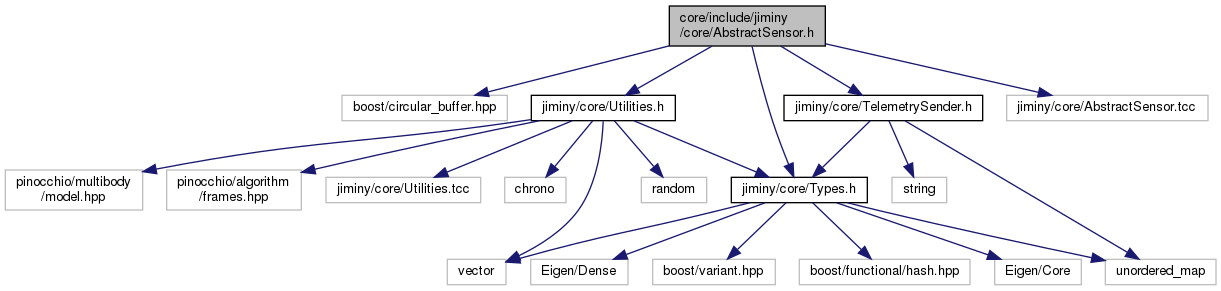 core/include/jiminy
/core/AbstractSensor.h
boost/circular_buffer.hpp
jiminy/core/Utilities.h
jiminy/core/TelemetrySender.h
jiminy/core/AbstractSensor.tcc
pinocchio/multibody
/model.hpp
pinocchio/algorithm
/frames.hpp
jiminy/core/Utilities.tcc
chrono
random
jiminy/core/Types.h
string
vector
Eigen/Dense
boost/variant.hpp
boost/functional/hash.hpp
Eigen/Core
unordered_map